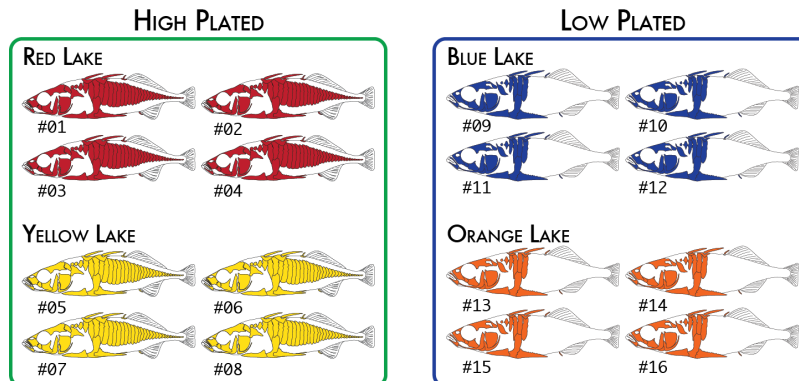 High Plated
Red Lake
#01 #02
#03 #04
Yellow Lake
#05 #06
#07 #08
Low Plated
Blue Lake
#09 #10
#11 #12
Orange Lake
#13 #14
#15 #16